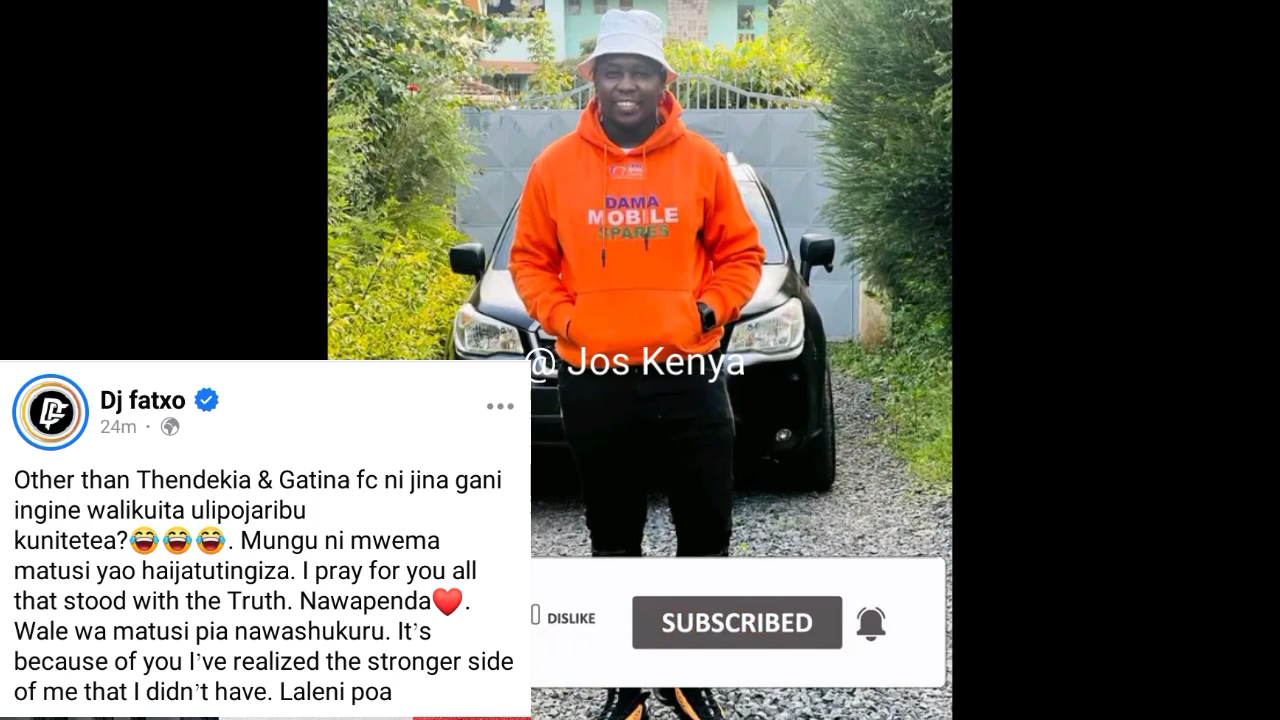 DAMA
MOBILE
SPARES
@ Jos Kenya
Dj fatxo
24m ·
Other than Thendekia & Gatina fc ni jina gani
ingine walikuita ulipojaribu
kunitetea?😂😂😂. Mungu ni mwema
matusi yao haijatutingiza. I pray for you all
that stood with the Truth. Nawapenda❤️.
Wale wa matusi pia nawashukuru. It’s
because of you I’ve realized the stronger side
of me that I didn’t have. Laleni poa
DISLIKE
SUBSCRIBED